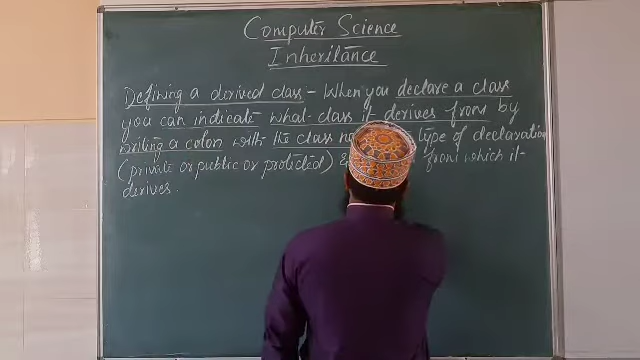 Computer Science
Inheritance
Defining a derived class - When you declare a class
you can indicate what class it derives from by
writing a colon with the class type of declaration
(private or public or protected) from which it
derives.